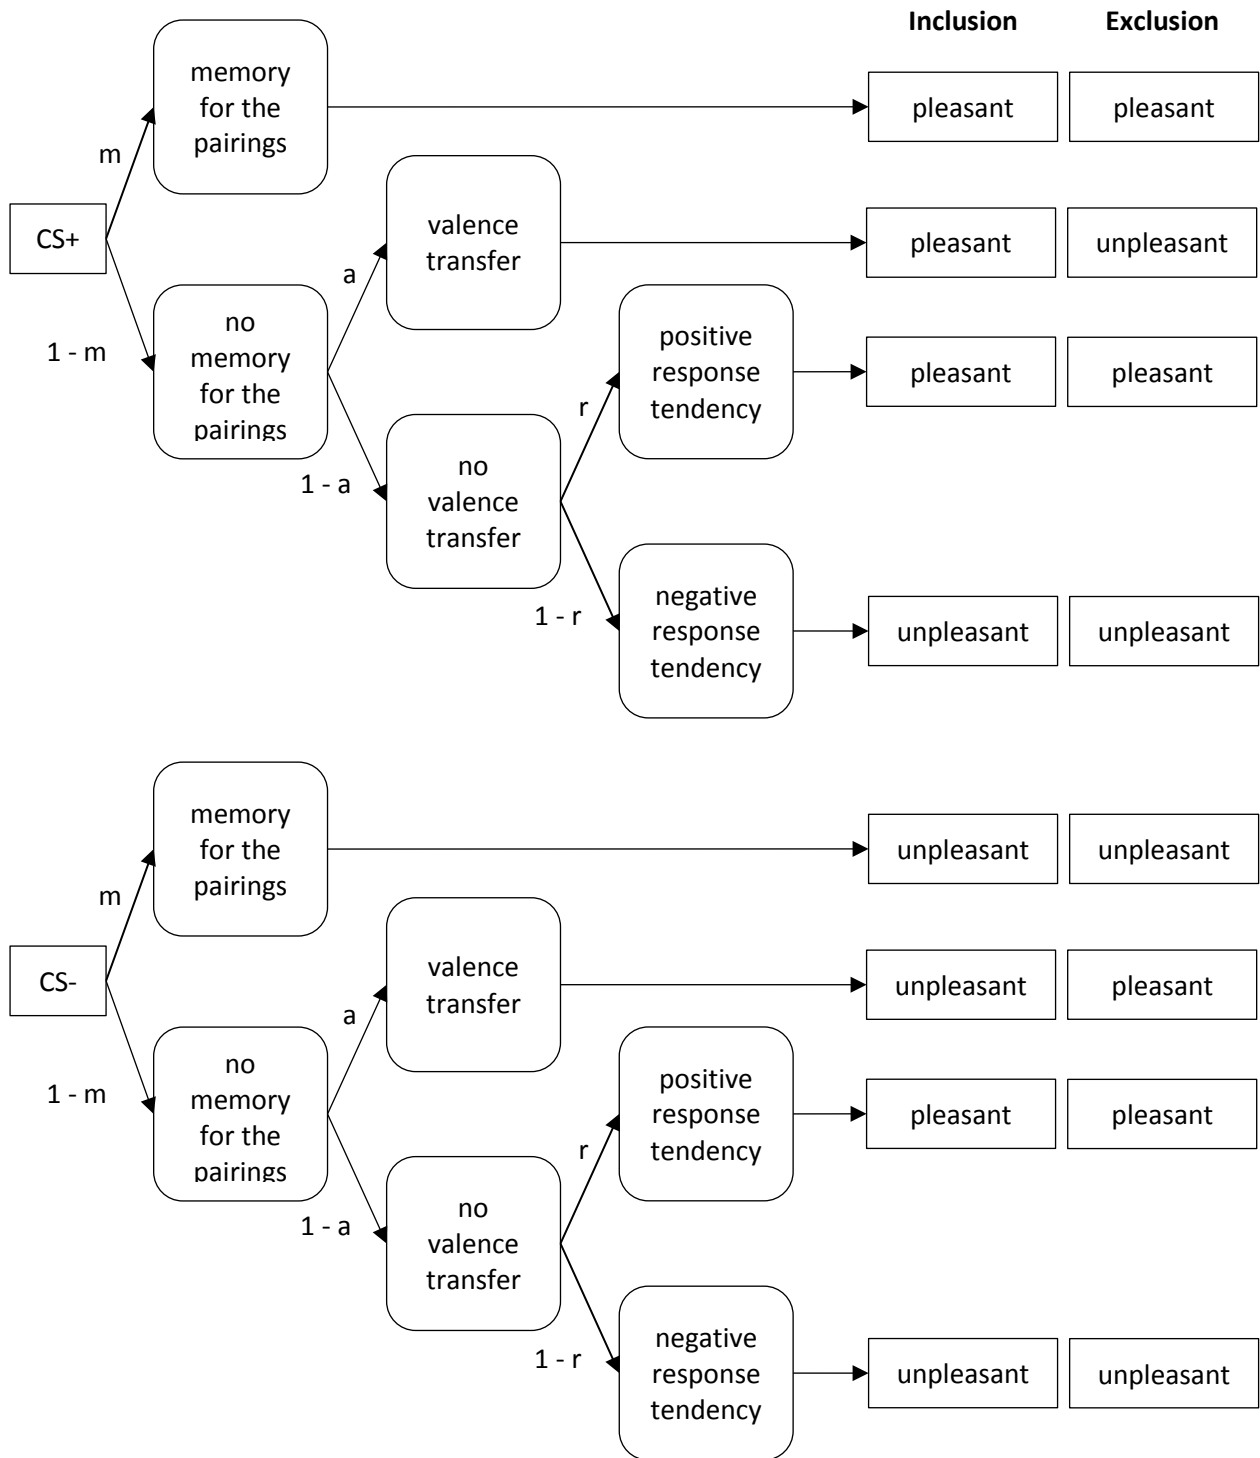 Inclusion Exclusion
memory
for the
pairings
pleasant pleasant
m
CS+
valence
transfer
pleasant unpleasant
a
1 - m
no
memory
for the
pairings
positive
response
tendency
pleasant pleasant
r
1 - a
no
valence
transfer
1 - r
negative
response
tendency
unpleasant unpleasant
memory
for the
pairings
unpleasant unpleasant
m
CS-
valence
transfer
unpleasant pleasant
a
1 - m
no
memory
for the
pairings
positive
response
tendency
pleasant pleasant
r
1 - a
no
valence
transfer
1 - r
negative
response
tendency
unpleasant unpleasant